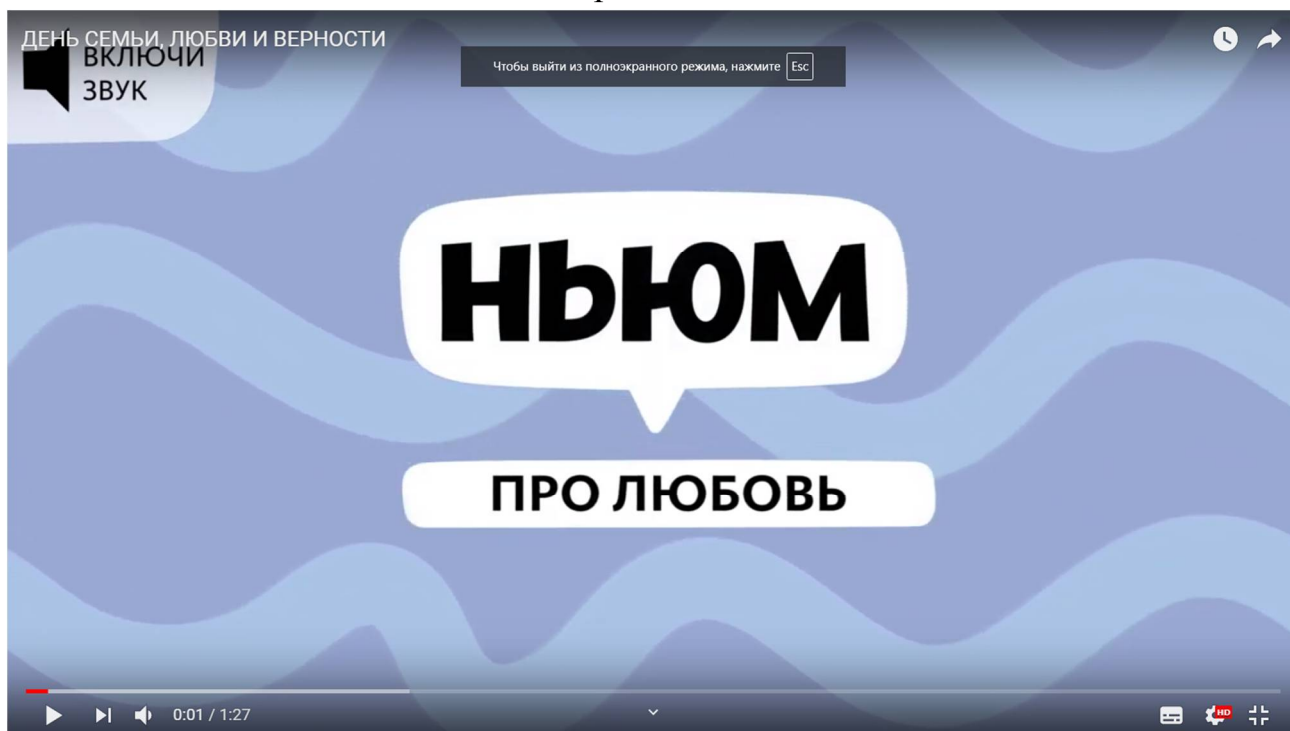 ДЕНЬ СЕМЬИ, ЛЮБВИ И ВЕРНОСТИ
ВКЛЮЧИ
ЗВУК
Чтобы выйти из полноэкранного режима, нажмите Esc
НЬЮМ
ПРО ЛЮБОВЬ
0:01 / 1:27
HD